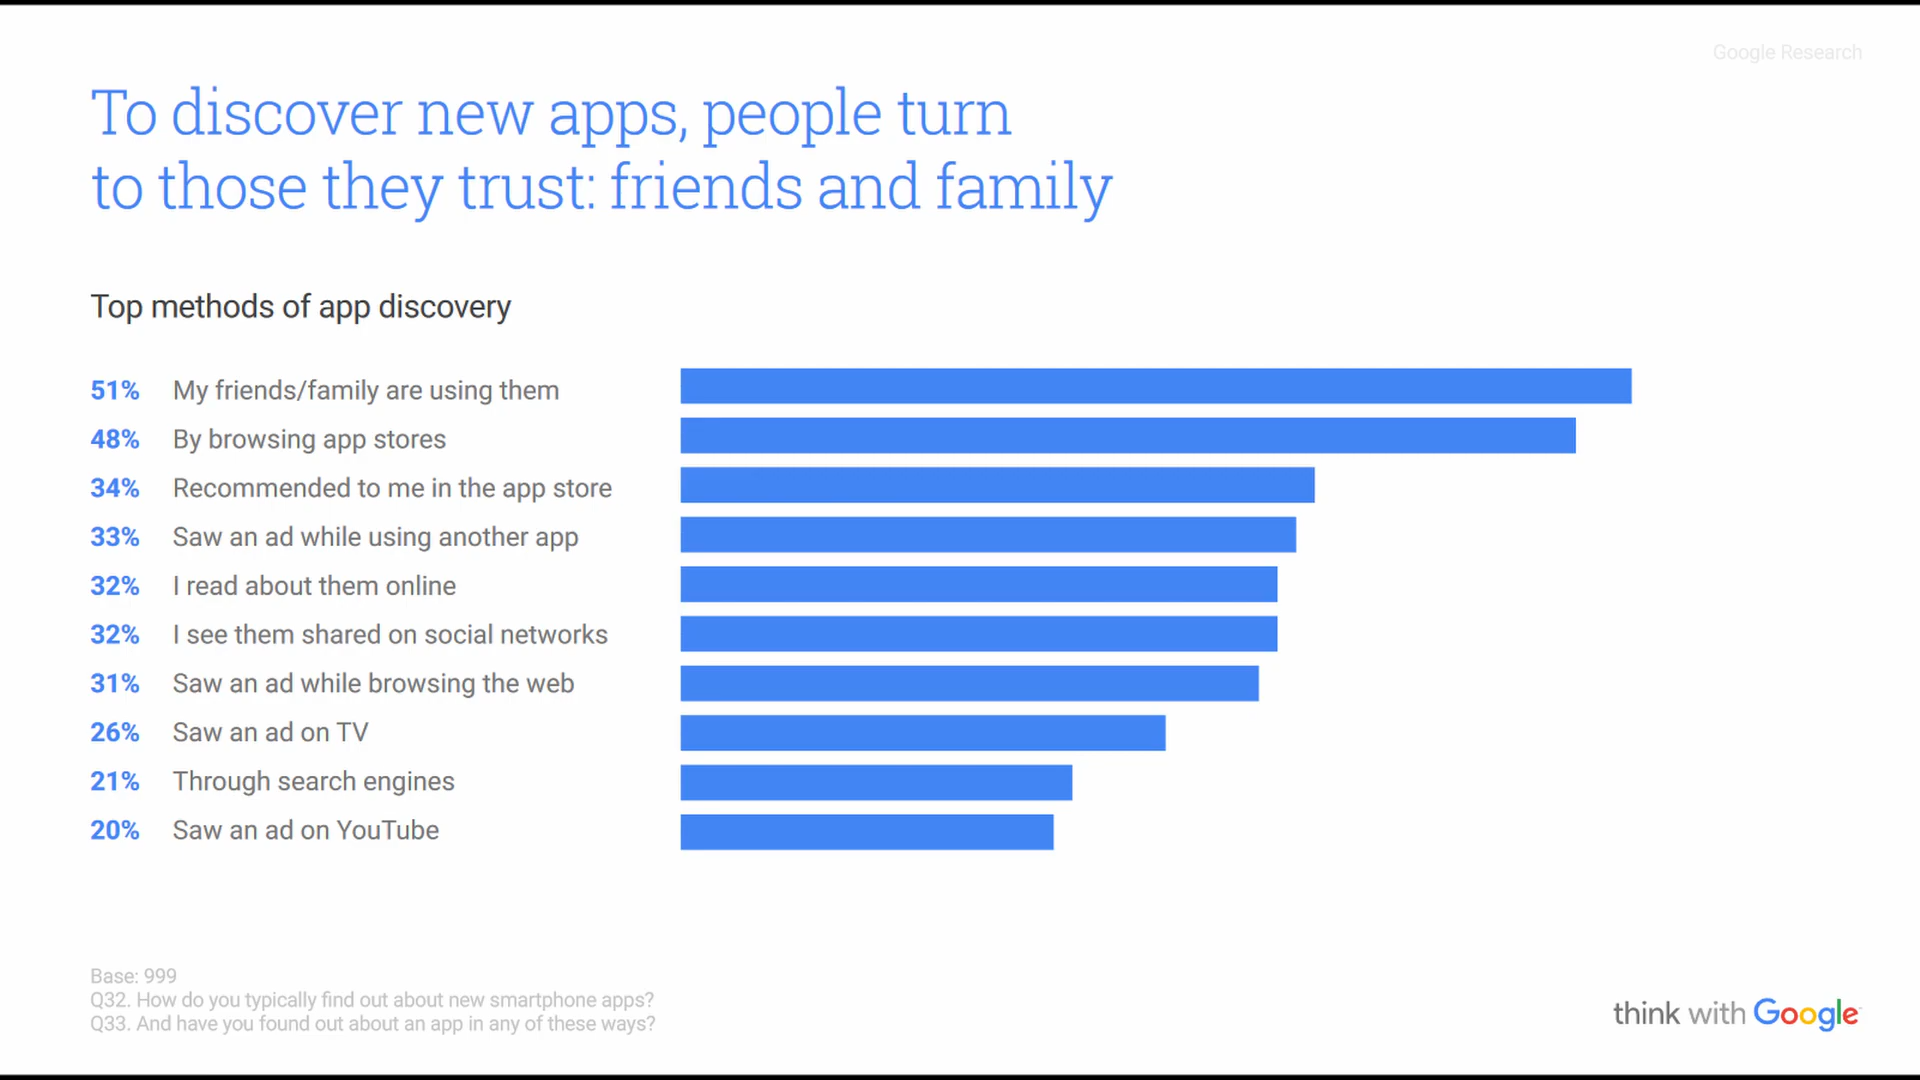 Google Research
To discover new apps, people turn
to those they trust: friends and family
Top methods of app discovery
51% My friends/family are using them
48% By browsing app stores
34% Recommended to me in the app store
33% Saw an ad while using another app
32% I read about them online
32% I see them shared on social networks
31% Saw an ad while browsing the web
26% Saw an ad on TV
21% Through search engines
20% Saw an ad on YouTube
Base: 999
Q32. How do you typically find out about new smartphone apps?
Q33. And have you found out about an app in any of these ways?
think with Google